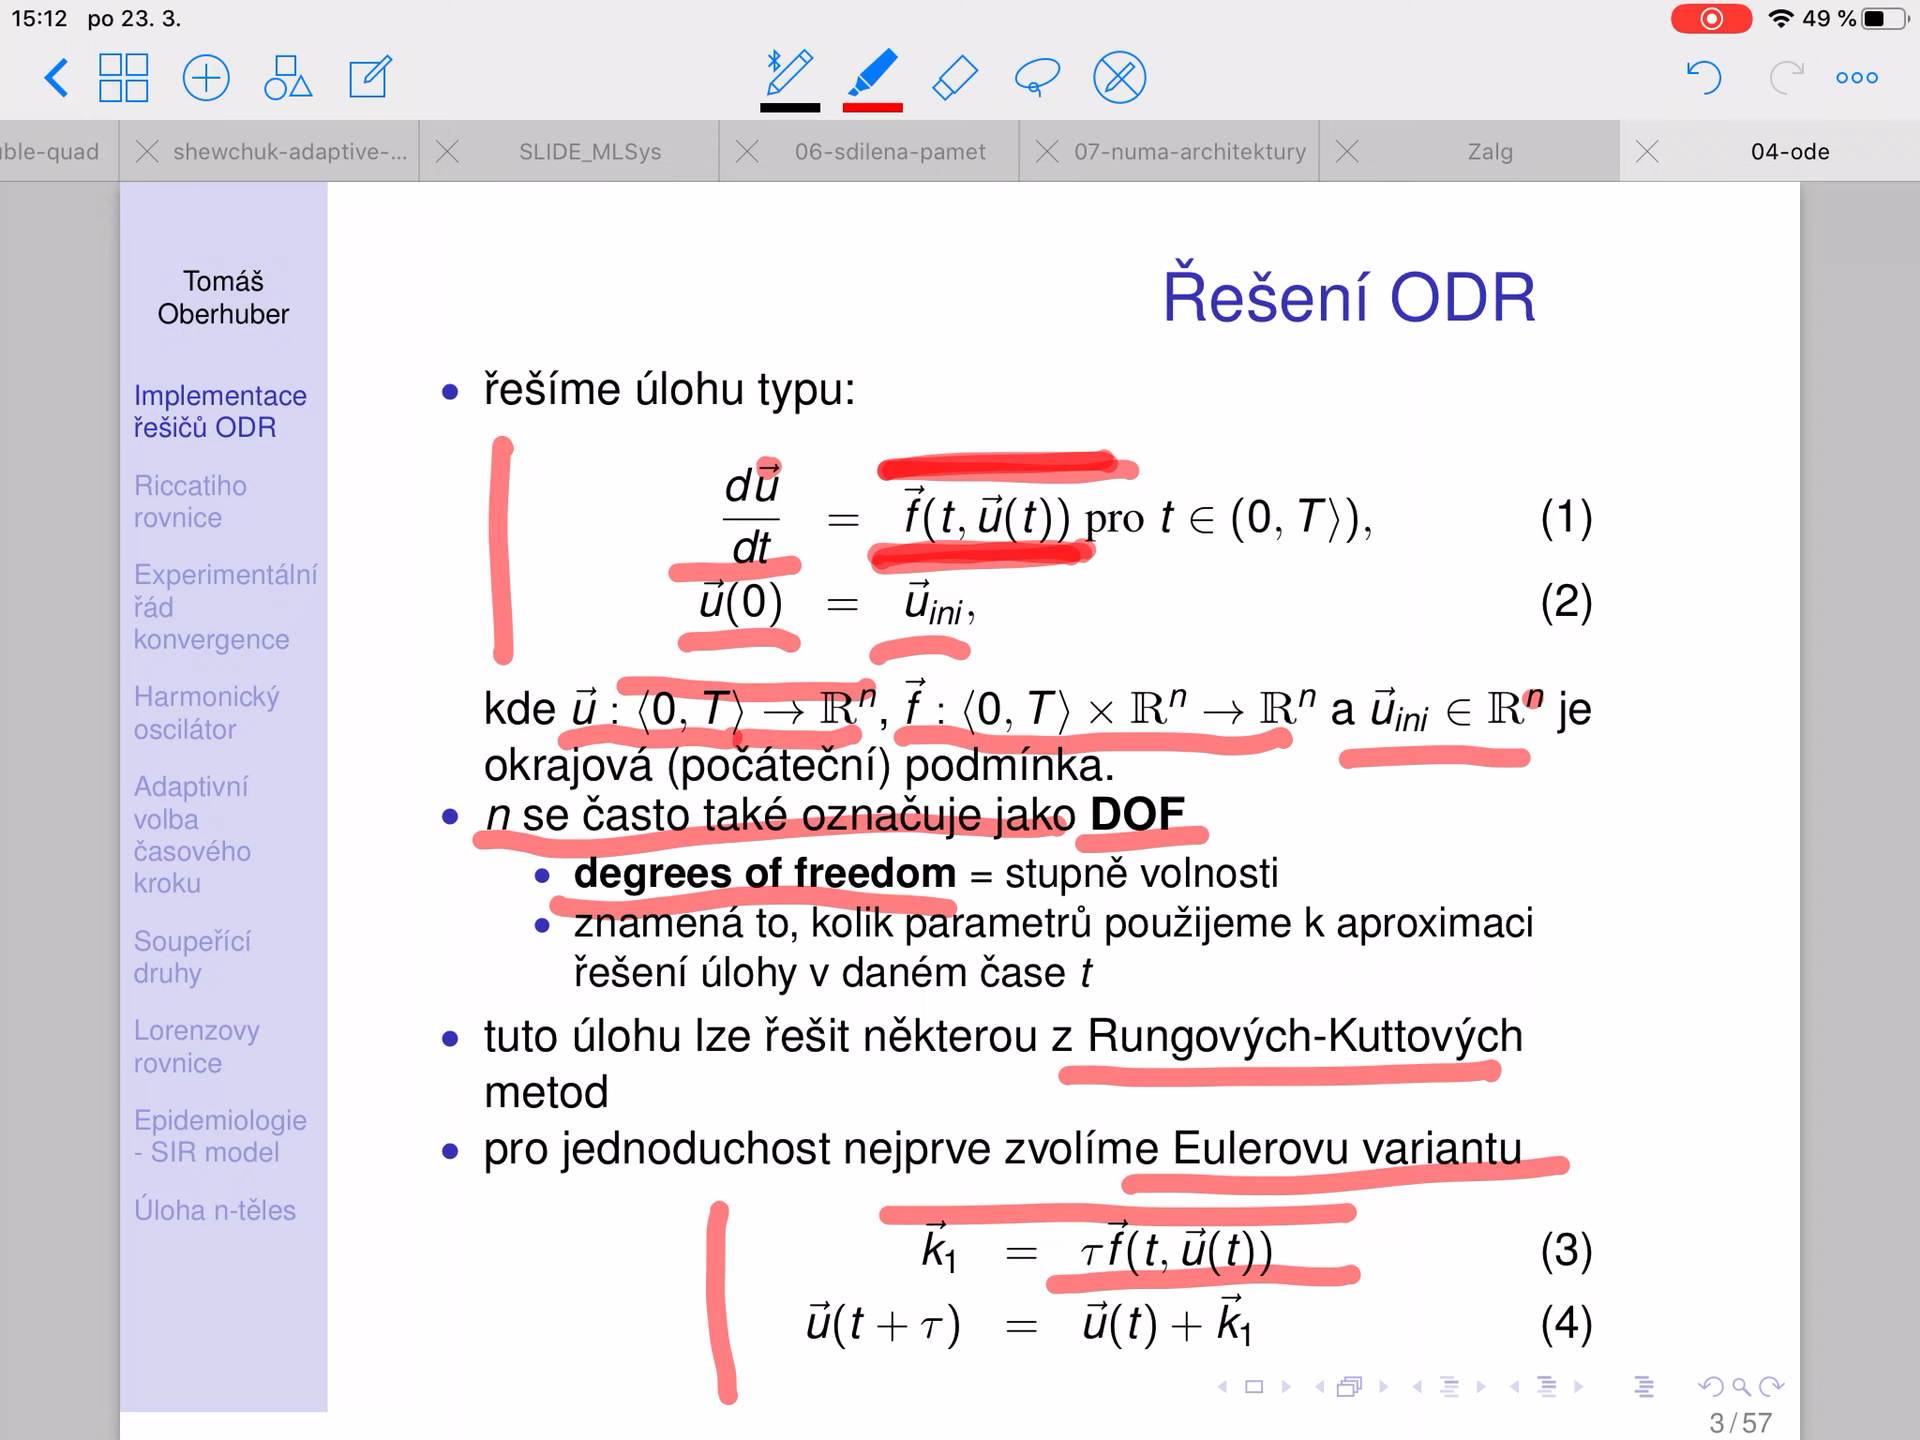 15:12 po 23. 3.
49 %
ble-quad
shewchuk-adaptive-...
SLIDE_MLSys
06-sdilena-pamet
07-numa-architektury
Zalg
04-ode
Tomáš
Oberhuber
Implementace
řešičů ODR
Riccatiho
rovnice
Experimentální
řád
konvergence
Harmonický
oscilátor
Adaptivní
volba
časového
kroku
Soupeřící
druhy
Lorenzovy
rovnice
Epidemiologie
- SIR model
Úloha n-těles
Řešení ODR
• řešíme úlohu typu:
du⃗/dt = f⃗(t, u⃗(t)) pro t ∈ (0, T⟩), (1)
u⃗(0) = u⃗ini, (2)
kde u⃗ : ⟨0, T⟩ → ℝⁿ, f⃗ : ⟨0, T⟩ × ℝⁿ → ℝⁿ a u⃗ini ∈ ℝⁿ je
okrajová (počáteční) podmínka.
• n se často také označuje jako DOF
• degrees of freedom = stupně volnosti
• znamená to, kolik parametrů použijeme k aproximaci
řešení úlohy v daném čase t
• tuto úlohu lze řešit některou z Rungových-Kuttových
metod
• pro jednoduchost nejprve zvolíme Eulerovu variantu
k⃗₁ = τf⃗(t, u⃗(t)) (3)
u⃗(t + τ) = u⃗(t) + k⃗₁ (4)
3 / 57